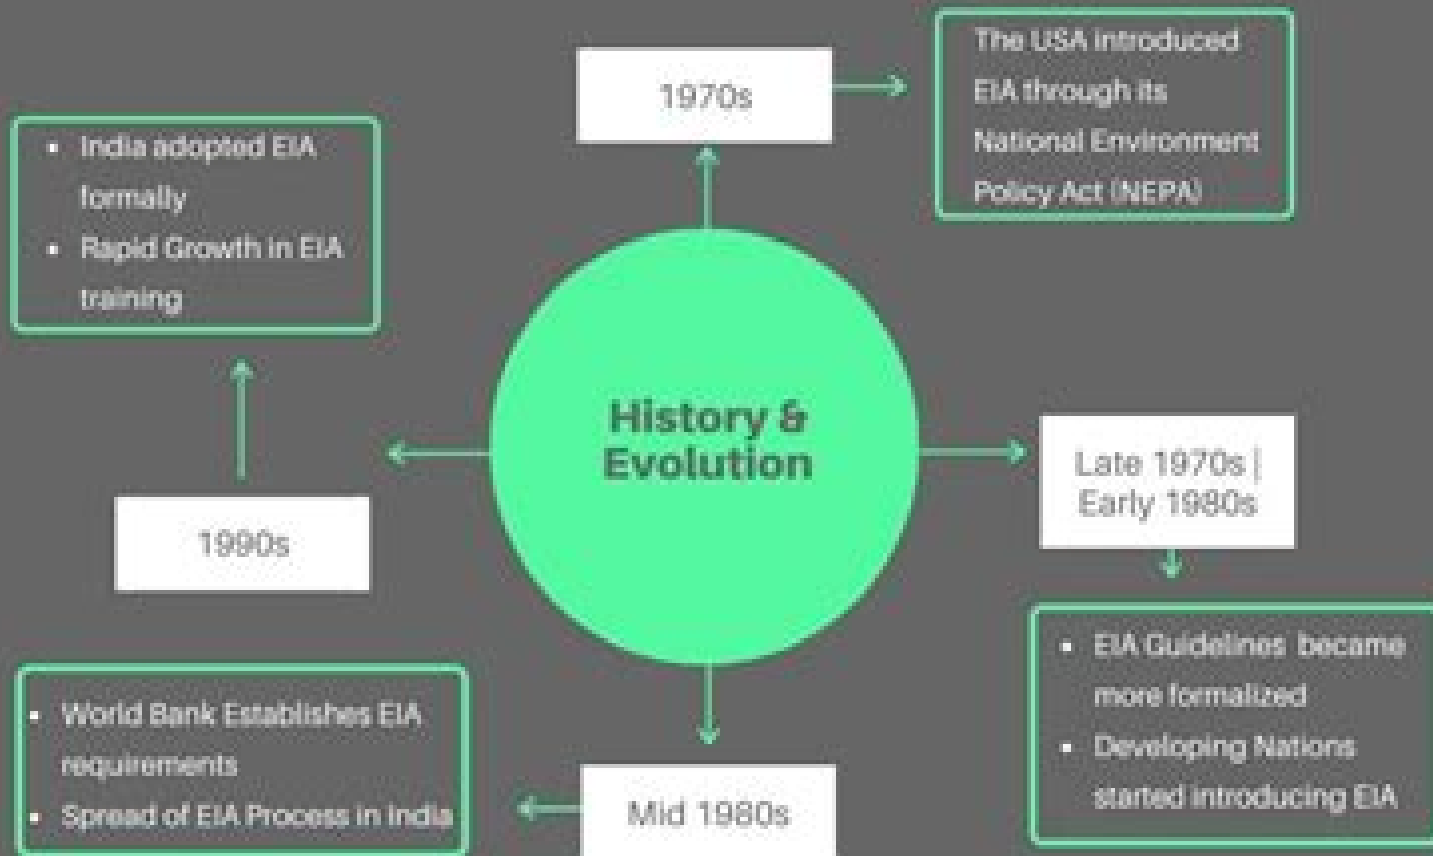 1970s
The USA introduced
EIA through its
National Environment
Policy Act (NEPA)
India adopted EIA
formally
Rapid Growth in EIA
training
History &
Evolution
Late 1970s |
Early 1980s
1990s
EIA Guidelines became
more formalized
Developing Nations
started introducing EIA
World Bank Establishes EIA
requirements
Spread of EIA Process in India
Mid 1980s